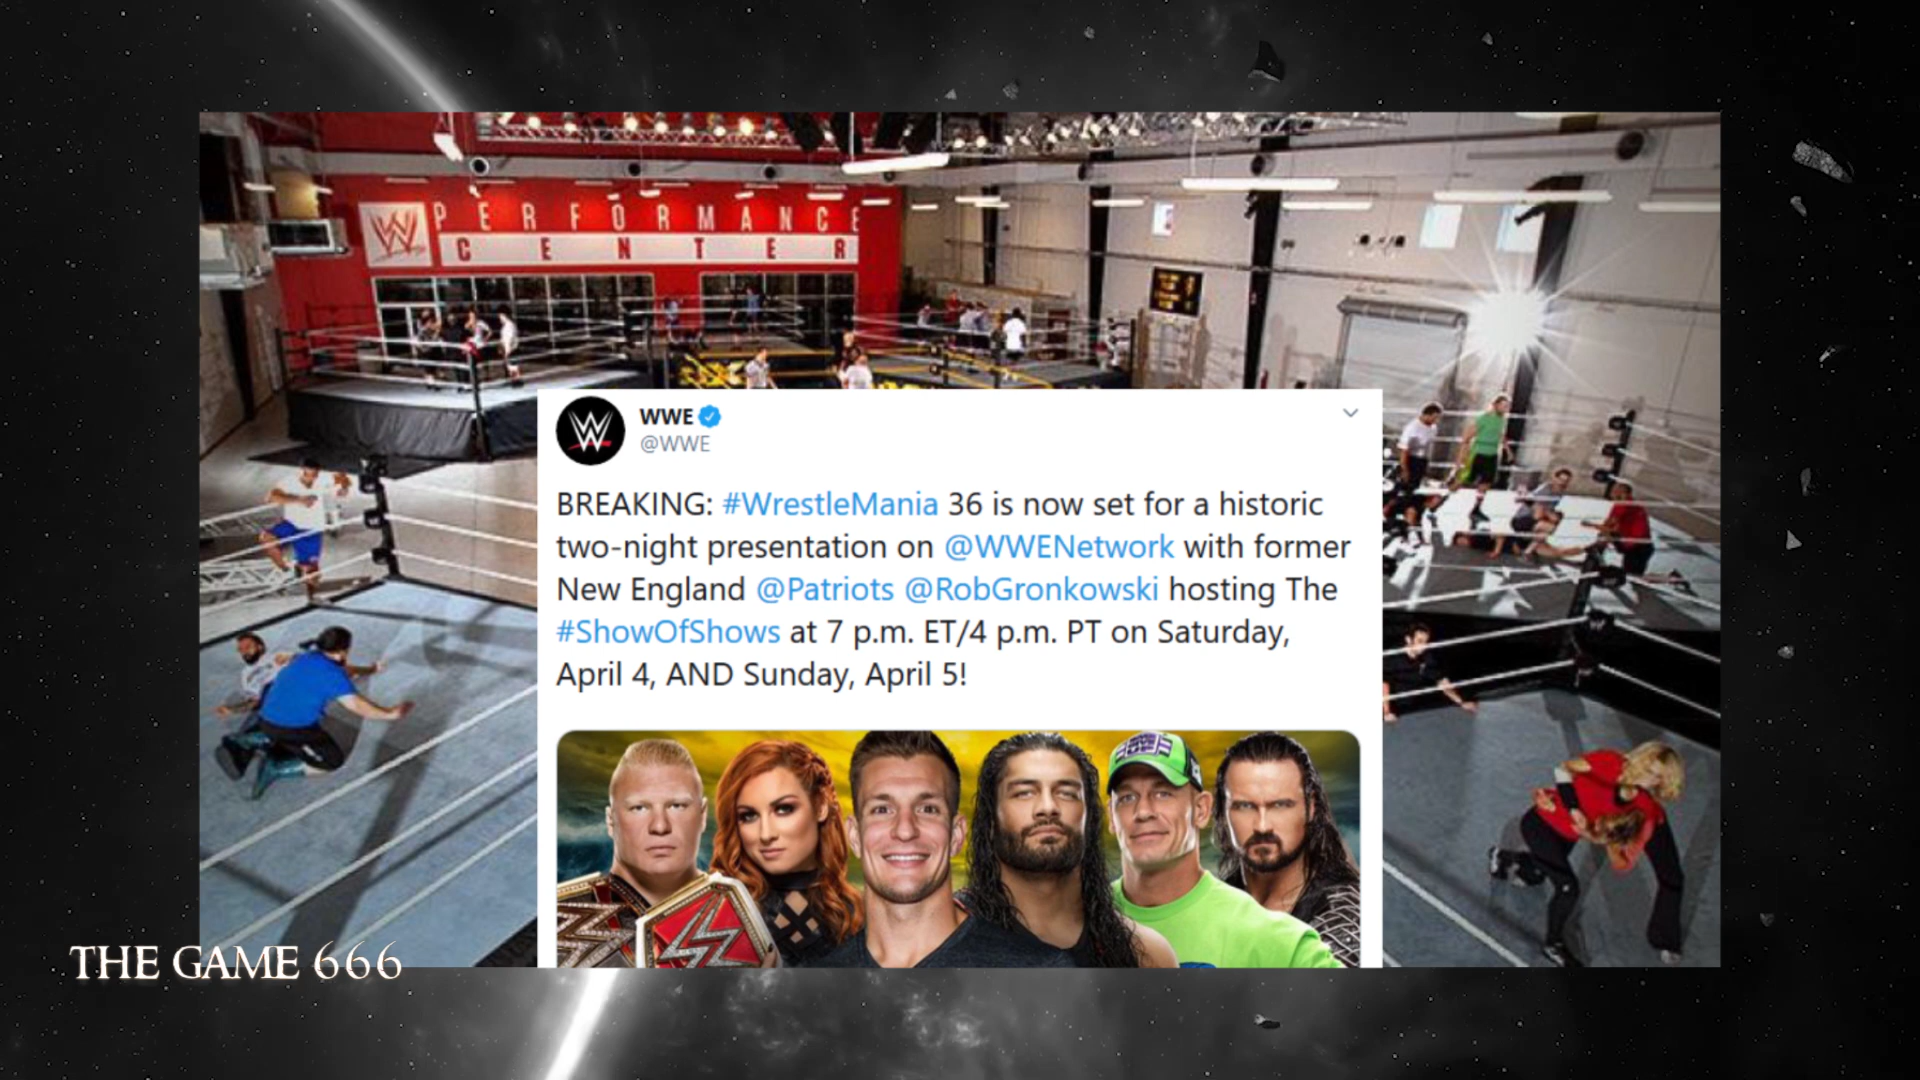 PERFORMANCE
CENTER
WWE
@WWE
BREAKING: #WrestleMania 36 is now set for a historic
two-night presentation on @WWENetwork with former
New England @Patriots @RobGronkowski hosting The
#ShowOfShows at 7 p.m. ET/4 p.m. PT on Saturday,
April 4, AND Sunday, April 5!
THE GAME 666